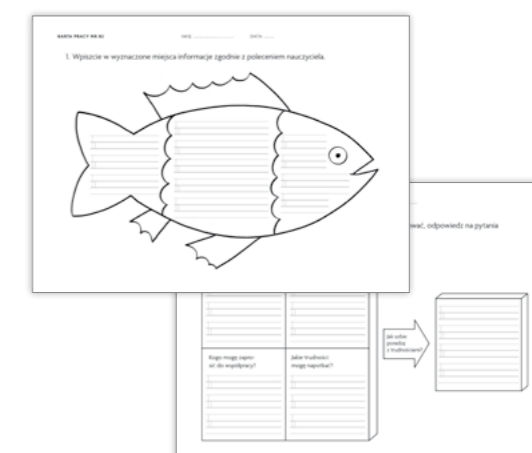 KARTA PRACY NR 82 IMIĘ DATA
1. Wpiszcie w wyznaczone miejsca informacje zgodnie z poleceniem nauczyciela.
wać, odpowiedz na pytania
Kogo mogę zapro-
sić do współpracy?
Jakie trudności
mogę napotkać?
Jak sobie
poradzę
z trudnościami?